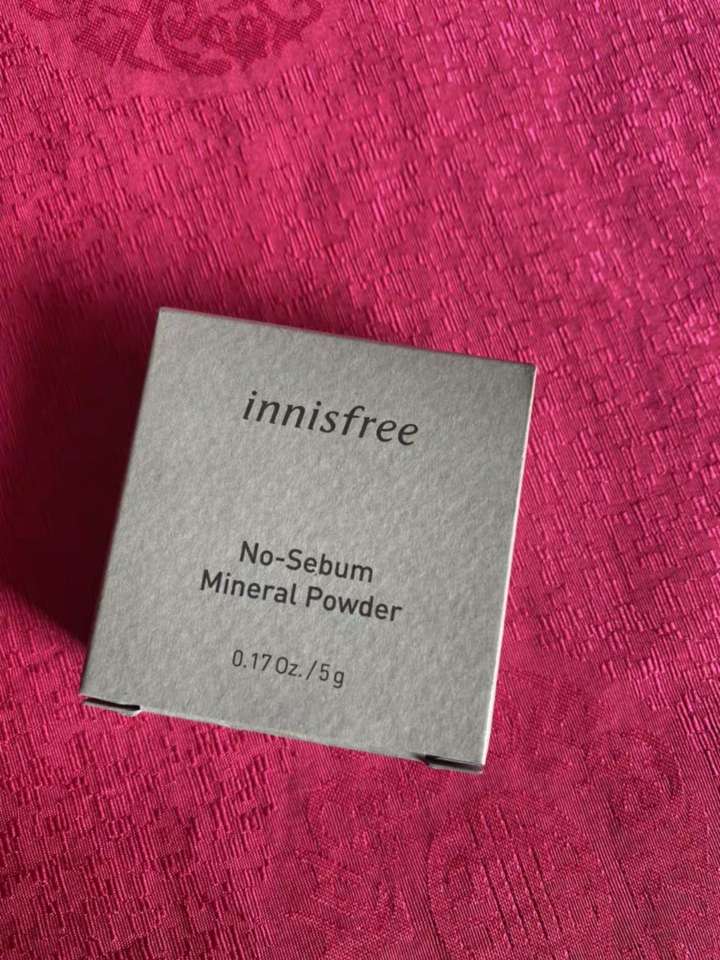 innisfree
No-Sebum
Mineral Powder
0.17 Oz. / 5 g